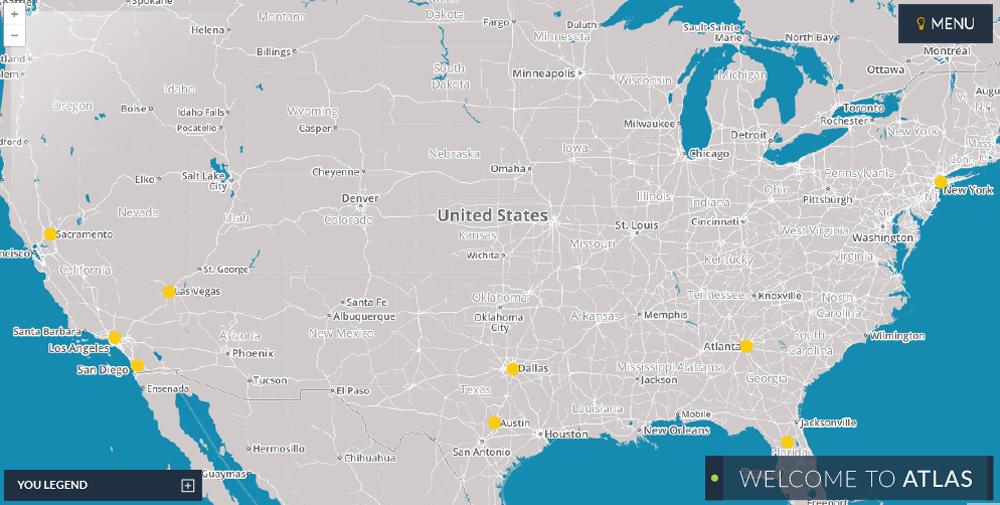 +
Spokane
Montana
Dakota
Fargo
Duluth
Sault Sainte
Marie
North Bay
MENU
−
Helena
Minnesota
Montréal
Billings
Ottawa
South
Dakota
Minneapolis
Wisconsin
Michigan
Idaho
Oregon
Boise
Idaho Falls
Wyoming
Toronto
Pocatello
Casper
Milwaukee
Rochester
New York
Detroit
Nebraska
Iowa
Chicago
Mass.
Elko
Salt Lake
City
Cheyenne
Omaha
Pennsylvania
Ohio
Pittsburgh
New York
Nevada
Utah
Denver
Colorado
United States
Illinois
Indiana
Cincinnati
Md.
N.J.
Sacramento
Kansas
St. Louis
West Virginia
Washington
Missouri
California
St. George
Wichita
Kentucky
Virginia
Las Vegas
Santa Fe
Albuquerque
Oklahoma
Oklahoma
City
Arkansas
Memphis
Tennessee
Knoxville
North
Carolina
Santa Barbara
Los Angeles
Arizona
Phoenix
New Mexico
Atlanta
South
Carolina
Wilmington
San Diego
Ensenada
Tucson
El Paso
Dallas
Texas
Mississippi
Alabama
Jackson
Georgia
Louisiana
Mobile
Austin
Houston
New Orleans
Jacksonville
San Antonio
Hermosillo
Chihuahua
Florida
Guaymas
YOU LEGEND
WELCOME TO ATLAS
Freeport